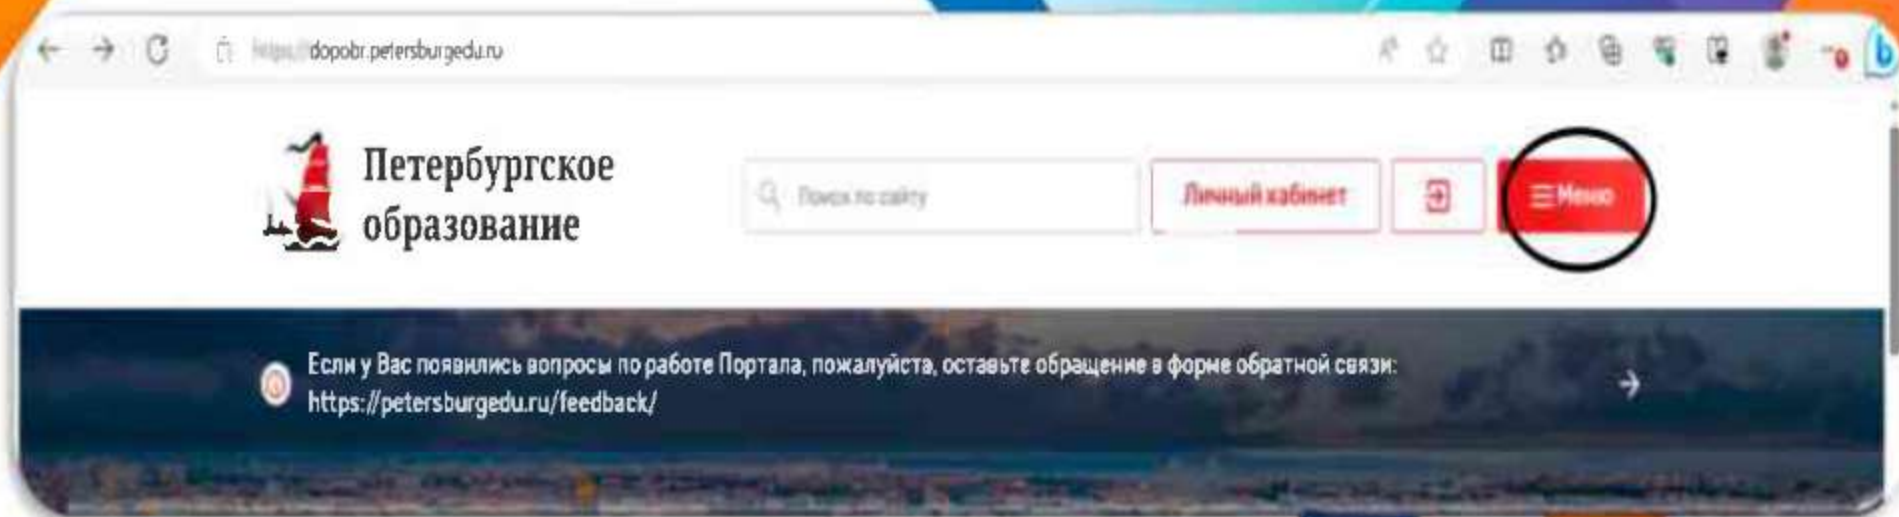 https://dopobr.petersburgedu.ru
Петербургское
образование
Поиск по сайту
Личный кабинет
Меню
Если у Вас появились вопросы по работе Портала, пожалуйста, оставьте обращение в форме обратной связи:
https://petersburgedu.ru/feedback/